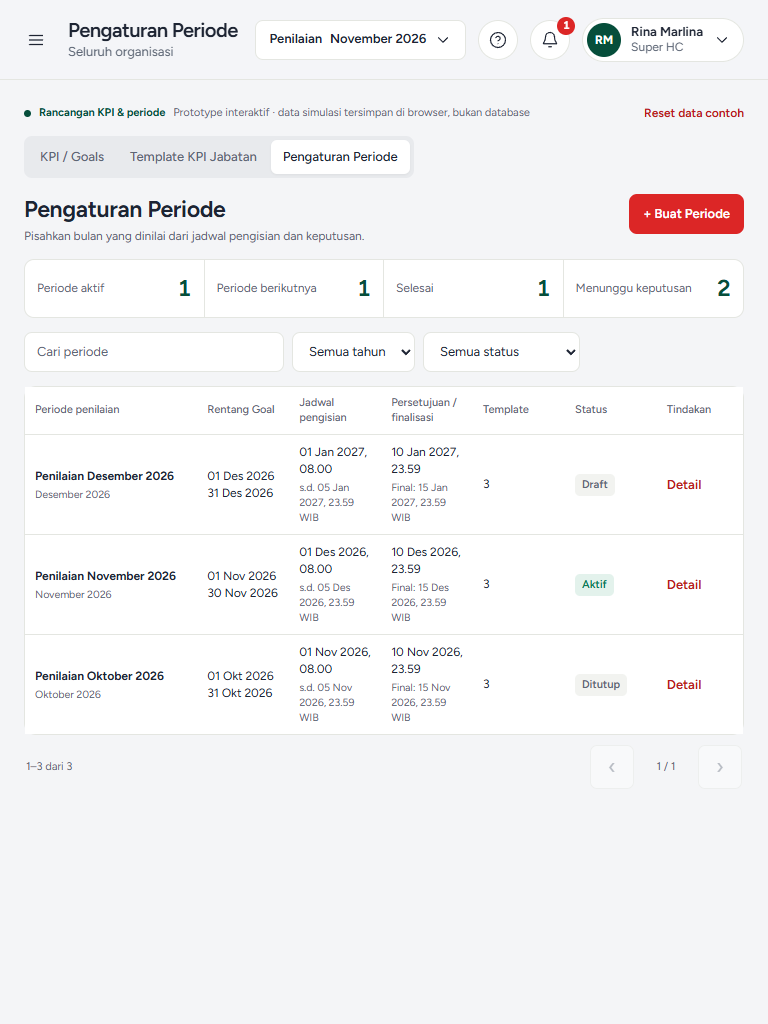 Pengaturan Periode
Seluruh organisasi
Penilaian November 2026
1
RM
Rina Marlina
Super HC
Rancangan KPI & periode Prototype interaktif · data simulasi tersimpan di browser, bukan database
Reset data contoh
KPI / Goals
Template KPI Jabatan
Pengaturan Periode
Pengaturan Periode
Pisahkan bulan yang dinilai dari jadwal pengisian dan keputusan.
+ Buat Periode
Periode aktif 1
Periode berikutnya 1
Selesai 1
Menunggu keputusan 2
Cari periode
Semua tahun
Semua status
Periode penilaian
Rentang Goal
Jadwal
pengisian
Persetujuan /
finalisasi
Template
Status
Tindakan
Penilaian Desember 2026
Desember 2026
01 Des 2026
31 Des 2026
01 Jan 2027,
08.00
s.d. 05 Jan
2027, 23.59
WIB
10 Jan 2027,
23.59
Final: 15 Jan
2027, 23.59
WIB
3
Draft
Detail
Penilaian November 2026
November 2026
01 Nov 2026
30 Nov 2026
01 Des 2026,
08.00
s.d. 05 Des
2026, 23.59
WIB
10 Des 2026,
23.59
Final: 15 Des
2026, 23.59
WIB
3
Aktif
Detail
Penilaian Oktober 2026
Oktober 2026
01 Okt 2026
31 Okt 2026
01 Nov 2026,
08.00
s.d. 05 Nov
2026, 23.59
WIB
10 Nov 2026,
23.59
Final: 15 Nov
2026, 23.59
WIB
3
Ditutup
Detail
1–3 dari 3
‹
1 / 1
›